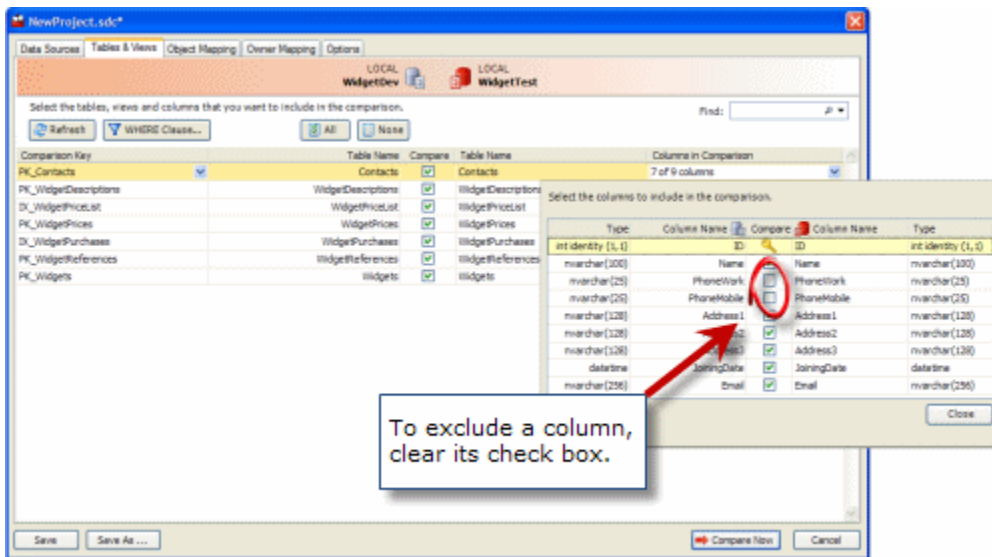 NewProject.sdc*
Data Sources Tables & Views Object Mapping Owner Mapping Options
LOCAL LOCAL
WidgetDev WidgetTest
Select the tables, views and columns that you want to include in the comparison.
Find:
Refresh WHERE Clause... All None
Comparison Key Table Name Compare Table Name Columns in Comparison
PK_Contacts Contacts Contacts 7 of 9 columns
PK_WidgetDescriptions WidgetDescriptions WidgetDescriptions
IX_WidgetPriceList WidgetPriceList WidgetPriceList
PK_WidgetPrices WidgetPrices WidgetPrices
IX_WidgetPurchases WidgetPurchases WidgetPurchases
PK_WidgetReferences WidgetReferences WidgetReferences
PK_Widgets Widgets Widgets
Select the columns to include in the comparison.
Type Column Name Compare Column Name Type
int identity (1,1) ID ID int identity (1,1)
nvarchar(100) Name Name nvarchar(100)
nvarchar(25) PhoneWork PhoneWork nvarchar(25)
nvarchar(25) PhoneMobile PhoneMobile nvarchar(25)
nvarchar(128) Address1 Address1 nvarchar(128)
nvarchar(128) Address2 nvarchar(128)
nvarchar(128) Address3 nvarchar(128)
datetime JoiningDate JoiningDate datetime
nvarchar(256) Email Email nvarchar(256)
Close
To exclude a column,
clear its check box.
Save Save As ... Compare Now Cancel